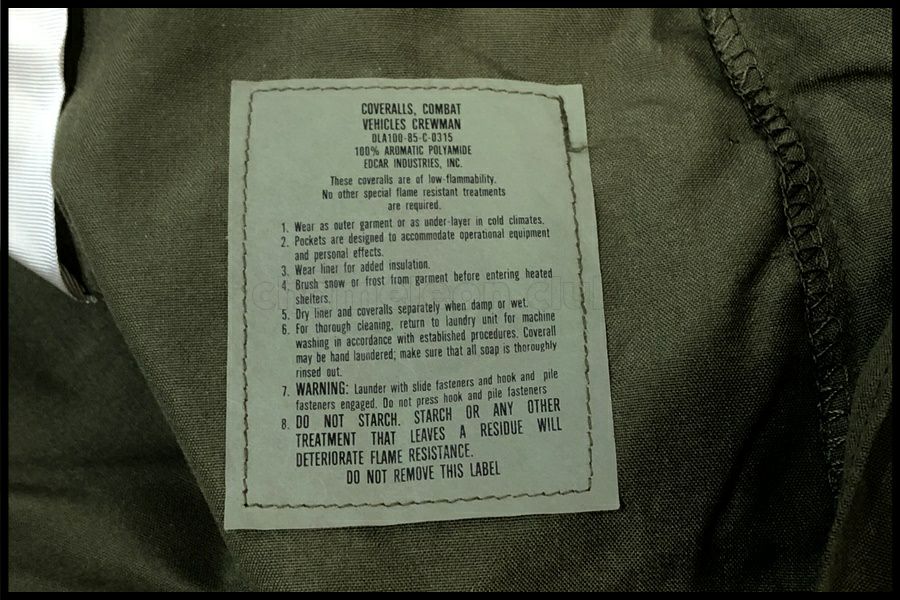 COVERALLS, COMBAT
VEHICLES CREWMAN
DLA100-85-C-0315
100% AROMATIC POLYAMIDE
EDCAR INDUSTRIES, INC.
These coveralls are of low-flammability.
No other special flame resistant treatments
are required.
1. Wear as outer garment or as under-layer in cold climates.
2. Pockets are designed to accommodate operational equipment
and personal effects.
3. Wear liner for added insulation.
4. Brush snow or frost from garment before entering heated
shelters.
5. Dry liner and coveralls separately when damp or wet.
6. For thorough cleaning, return to laundry unit for machine
washing in accordance with established procedures. Coverall
may be hand laundered; make sure that all soap is thoroughly
rinsed out.
7. WARNING: Launder with slide fasteners and hook and pile
fasteners engaged. Do not press hook and pile fasteners
8. DO NOT STARCH. STARCH OR ANY OTHER
TREATMENT THAT LEAVES A RESIDUE WILL
DETERIORATE FLAME RESISTANCE.
DO NOT REMOVE THIS LABEL